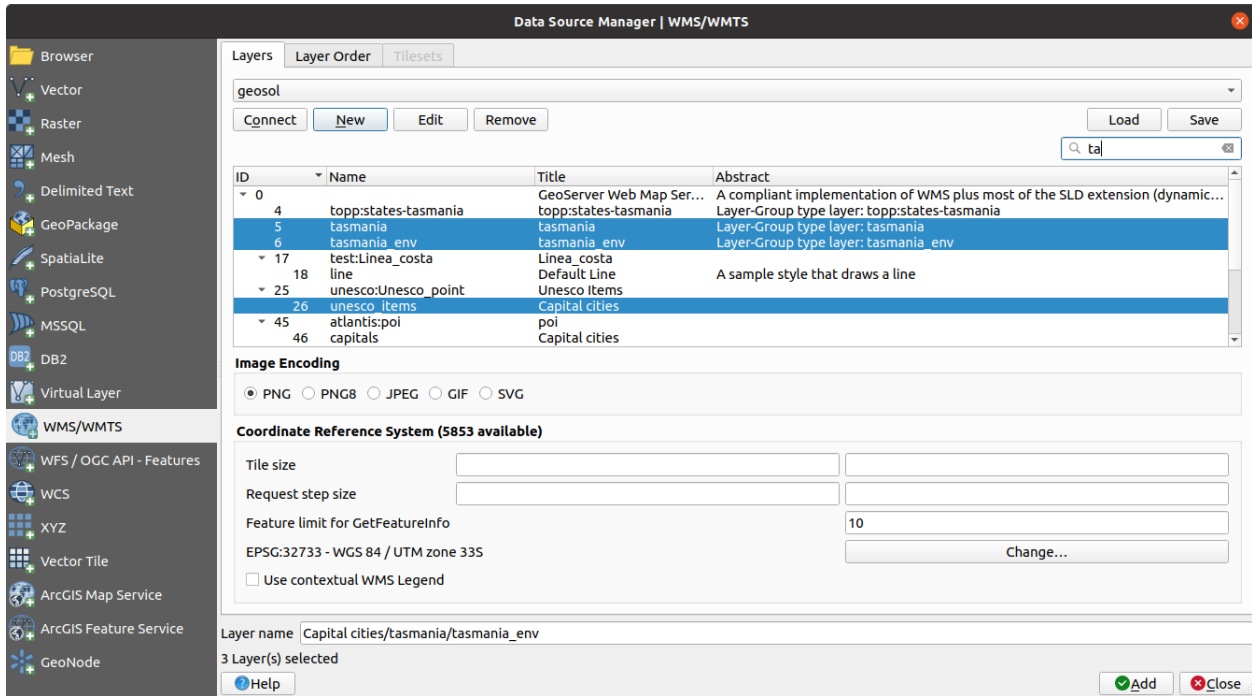 Data Source Manager | WMS/WMTS
Browser
Vector
Raster
Mesh
Delimited Text
GeoPackage
SpatiaLite
PostgreSQL
MSSQL
DB2 DB2
Virtual Layer
WMS/WMTS
WFS / OGC API - Features
WCS
XYZ
Vector Tile
ArcGIS Map Service
ArcGIS Feature Service
GeoNode
Layers Layer Order Tilesets
geosol
Connect New Edit Remove Load Save
ta
ID Name Title Abstract
0 GeoServer Web Map Ser... A compliant implementation of WMS plus most of the SLD extension (dynamic...
4 topp:states-tasmania topp:states-tasmania Layer-Group type layer: topp:states-tasmania
5 tasmania tasmania Layer-Group type layer: tasmania
6 tasmania_env tasmania_env Layer-Group type layer: tasmania_env
17 test:Linea_costa Linea_costa
18 line Default Line A sample style that draws a line
25 unesco:Unesco_point Unesco Items
26 unesco_items Capital cities
45 atlantis:poi poi
46 capitals Capital cities
Image Encoding
PNG PNG8 JPEG GIF SVG
Coordinate Reference System (5853 available)
Tile size
Request step size
Feature limit for GetFeatureInfo 10
EPSG:32733 - WGS 84 / UTM zone 33S Change...
Use contextual WMS Legend
Layer name Capital cities/tasmania/tasmania_env
3 Layer(s) selected
Help Add Close